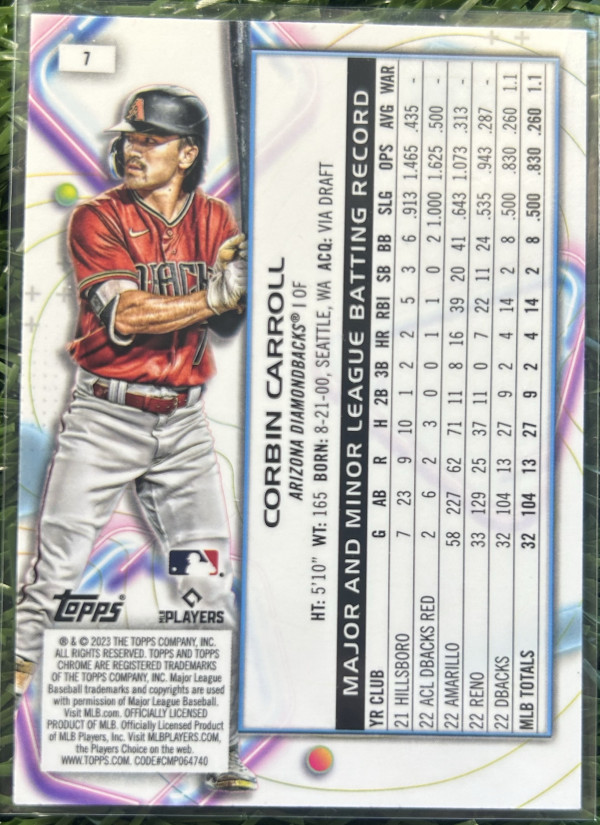 7
CORBIN CARROLL
ARIZONA DIAMONDBACKS® | OF
HT: 5'10" WT: 165 BORN: 8-21-00, SEATTLE, WA ACQ: VIA DRAFT
MAJOR AND MINOR LEAGUE BATTING RECORD
YR CLUB G AB R H 2B 3B HR RBI SB BB SLG OPS AVG WAR
21 HILLSBORO 7 23 9 10 1 2 2 5 3 6 .913 1.465 .435 -
22 ACL DBACKS RED 2 6 2 3 0 0 1 1 0 2 1.000 1.625 .500 -
22 AMARILLO 58 227 62 71 11 8 16 39 20 41 .643 1.073 .313 -
22 RENO 33 129 25 37 11 0 7 22 11 24 .535 .943 .287 -
22 DBACKS 32 104 13 27 9 2 4 14 2 8 .500 .830 .260 1.1
MLB TOTALS 32 104 13 27 9 2 4 14 2 8 .500 .830 .260 1.1
Topps®
MLB PLAYERS
® & © 2023 THE TOPPS COMPANY, INC.
ALL RIGHTS RESERVED. TOPPS AND TOPPS
CHROME ARE REGISTERED TRADEMARKS
OF THE TOPPS COMPANY, INC. Major League
Baseball trademarks and copyrights are used
with permission of Major League Baseball.
Visit MLB.com. OFFICIALLY LICENSED
PRODUCT OF MLB. Officially Licensed Product
of MLB Players, Inc. Visit MLBPLAYERS.COM,
the Players Choice on the web.
WWW.TOPPS.COM. CODE#CMP064740